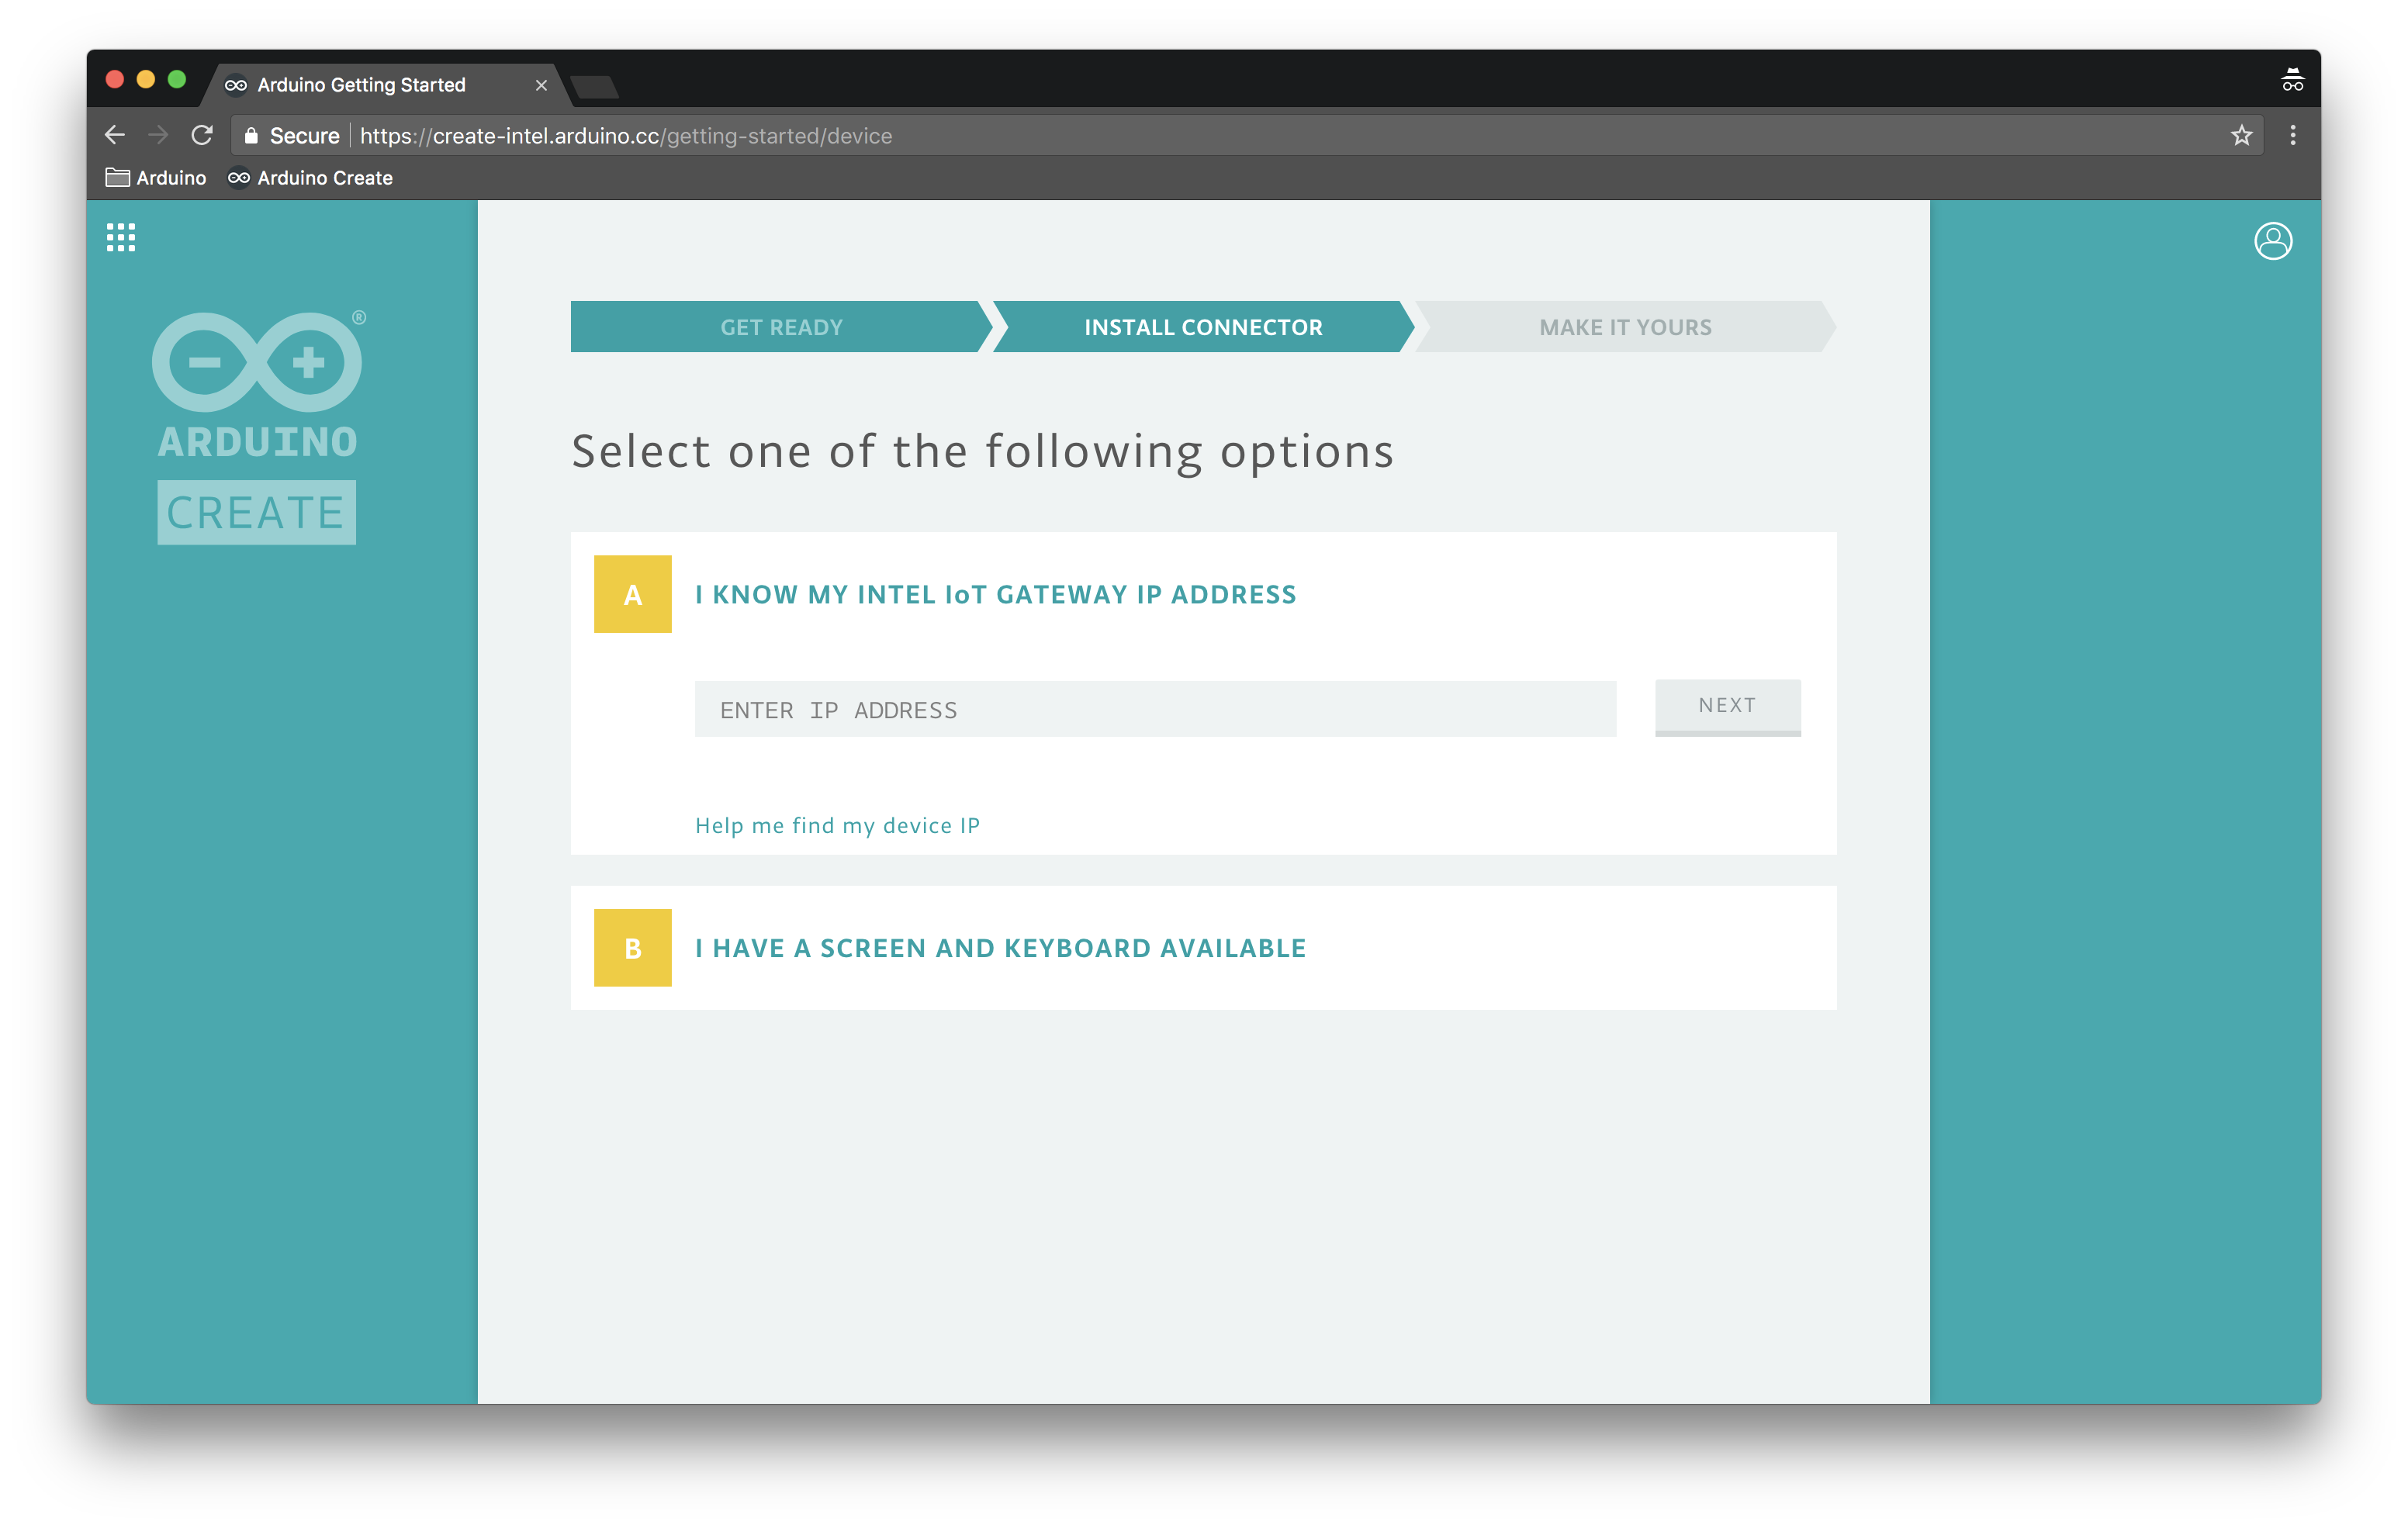 Arduino Getting Started
Secure https://create-intel.arduino.cc/getting-started/device
Arduino Arduino Create
®
ARDUINO
CREATE
GET READY INSTALL CONNECTOR MAKE IT YOURS
Select one of the following options
A I KNOW MY INTEL IoT GATEWAY IP ADDRESS
ENTER IP ADDRESS NEXT
Help me find my device IP
B I HAVE A SCREEN AND KEYBOARD AVAILABLE